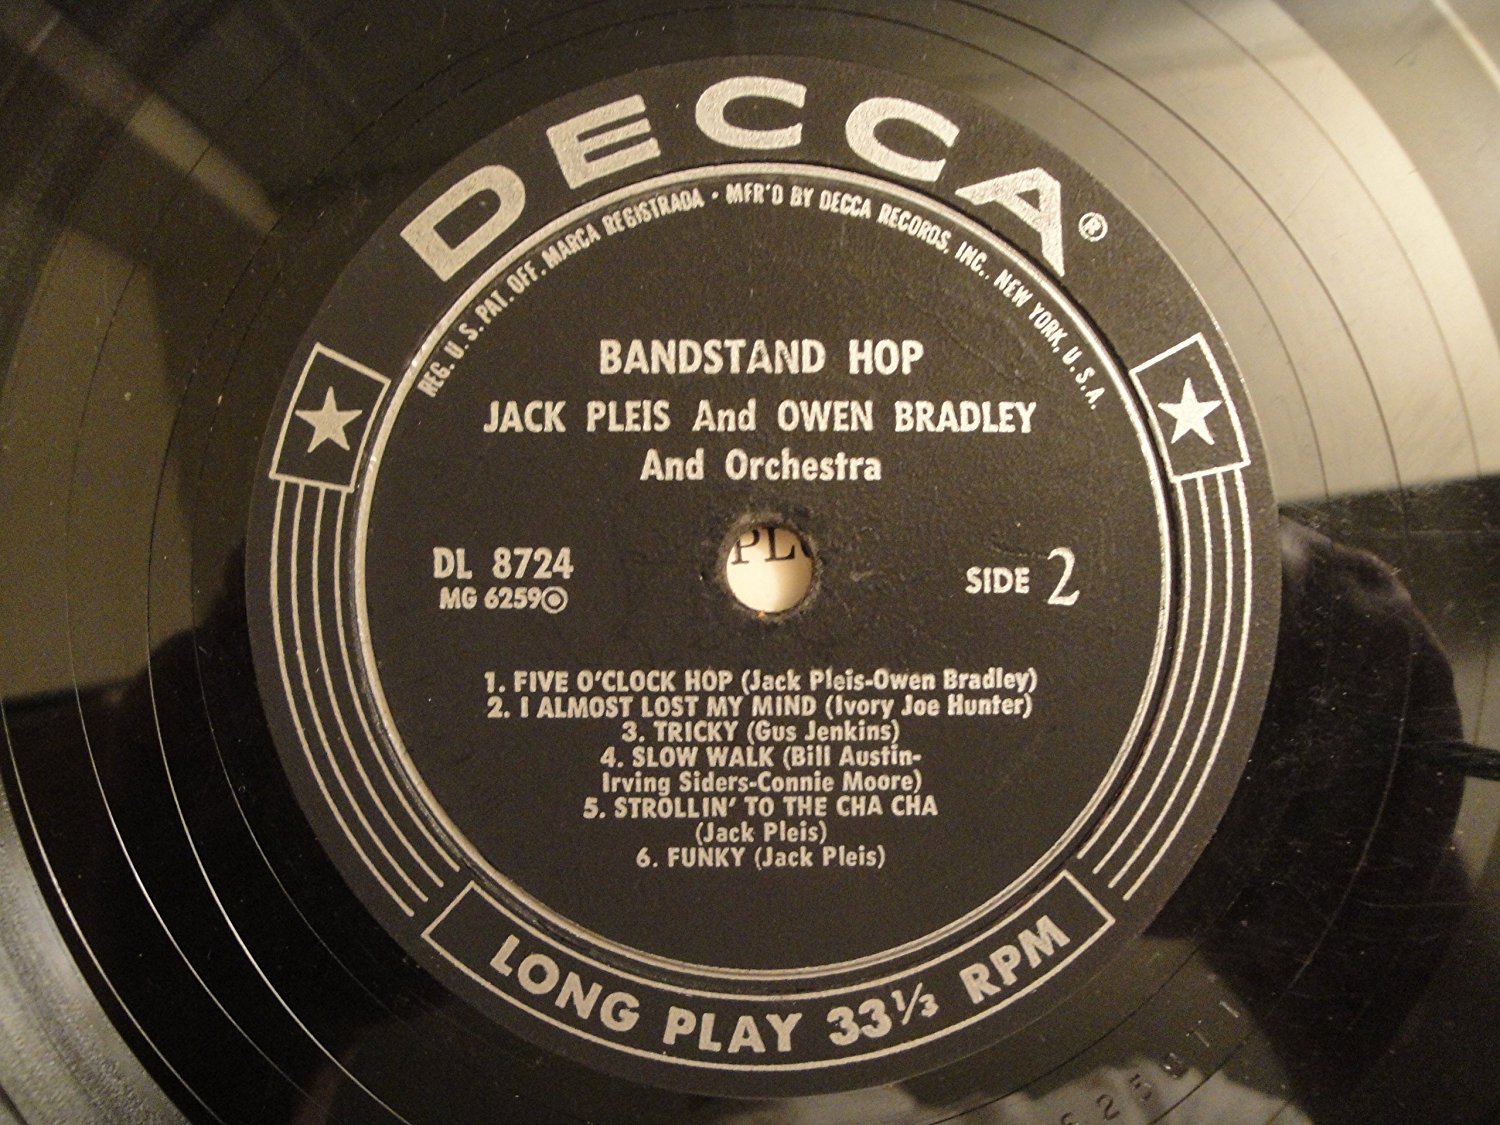 DECCA®
REG. U.S. PAT. OFF. MARCA REGISTRADA • MFR'D BY DECCA RECORDS, INC., NEW YORK, U.S.A.
BANDSTAND HOP
JACK PLEIS And OWEN BRADLEY
And Orchestra
PL
DL 8724
MG 6259
SIDE 2
1. FIVE O'CLOCK HOP (Jack Pleis-Owen Bradley)
2. I ALMOST LOST MY MIND (Ivory Joe Hunter)
3. TRICKY (Gus Jenkins)
4. SLOW WALK (Bill Austin-
Irving Siders-Connie Moore)
5. STROLLIN' TO THE CHA CHA
(Jack Pleis)
6. FUNKY (Jack Pleis)
LONG PLAY 33⅓ RPM